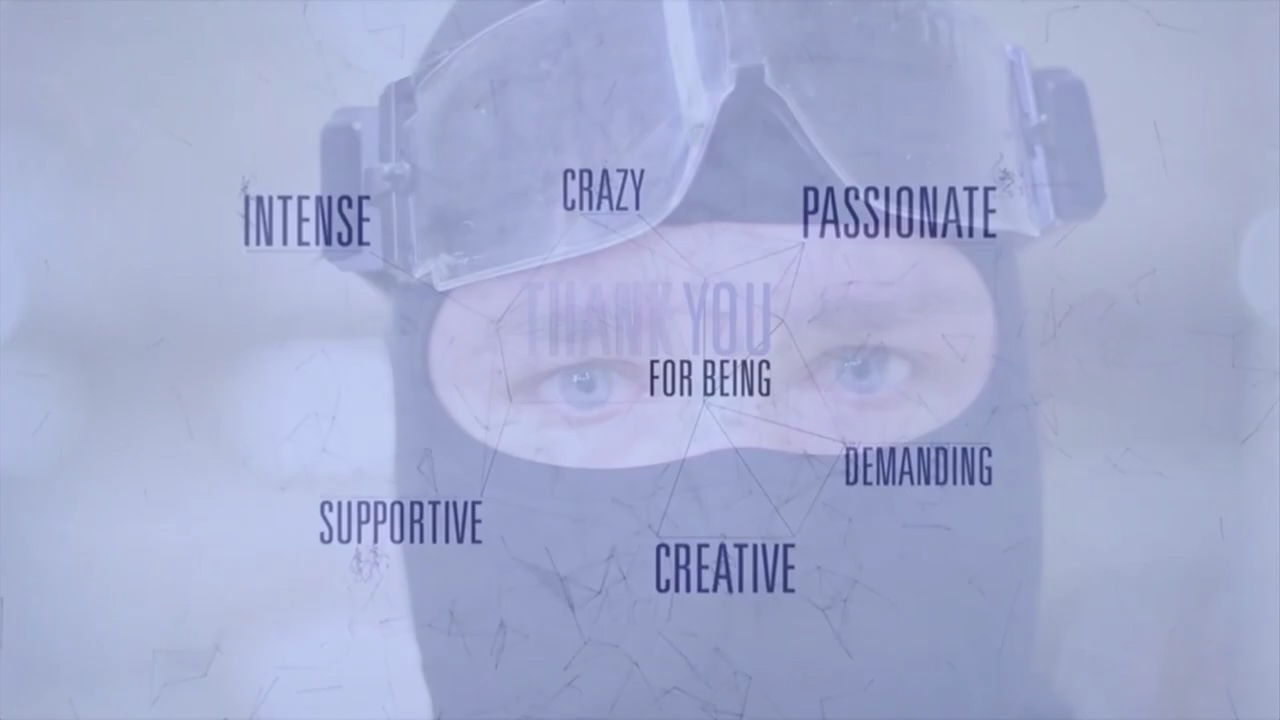 CRAZY
INTENSE
PASSIONATE
THANK YOU
FOR BEING
DEMANDING
SUPPORTIVE
CREATIVE